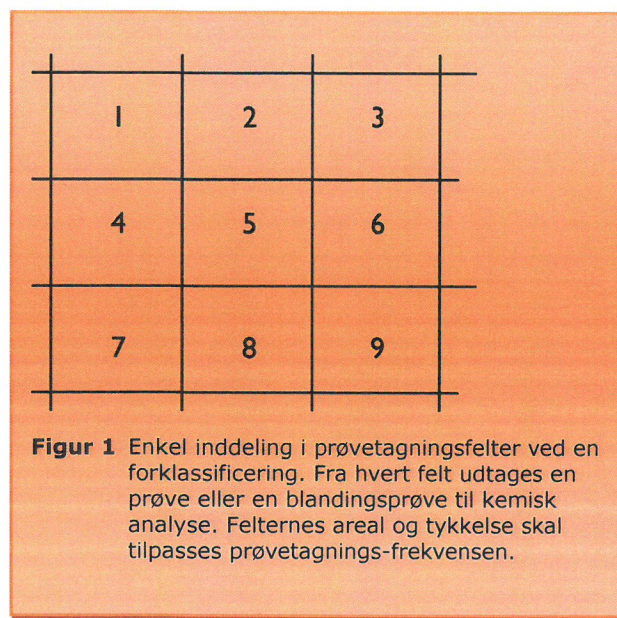 1 2 3
4 5 6
7 8 9
Figur 1 Enkel inddeling i prøvetagningsfelter ved en
forklassificering. Fra hvert felt udtages en
prøve eller en blandingsprøve til kemisk
analyse. Felternes areal og tykkelse skal
tilpasses prøvetagnings-frekvensen.